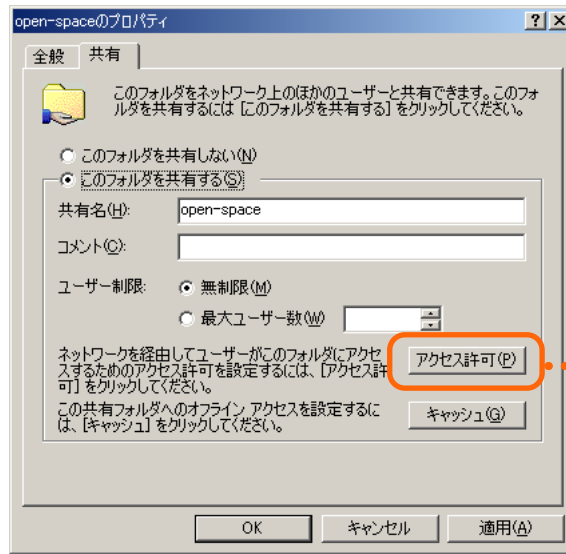 open-spaceのプロパティ
全般 共有
このフォルダをネットワーク上のほかのユーザーと共有できます。このフォ
ルダを共有するには [このフォルダを共有する] をクリックしてください。
このフォルダを共有しない(N)
このフォルダを共有する(S)
共有名(H): open-space
コメント(C):
ユーザー制限: 無制限(M)
最大ユーザー数(W)
ネットワークを経由してユーザーがこのフォルダにアクセ
スするためのアクセス許可を設定するには、[アクセス許
可] をクリックしてください。
アクセス許可(P)
この共有フォルダへのオフライン アクセスを設定するに
は、[キャッシュ] をクリックしてください。
キャッシュ(G)
OK キャンセル 適用(A)